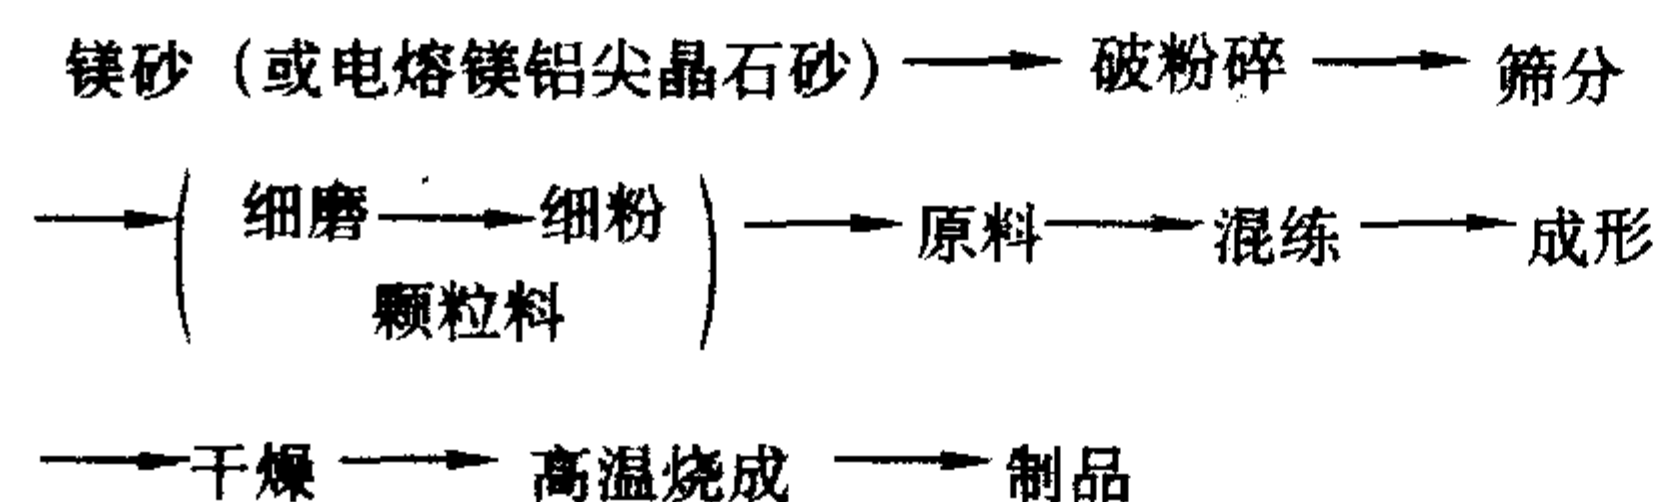 镁砂（或电熔镁铝尖晶石砂）→破粉碎→筛分
→（细磨→细粉）→原料→混练→成形
颗粒料
→干燥→高温烧成→制品